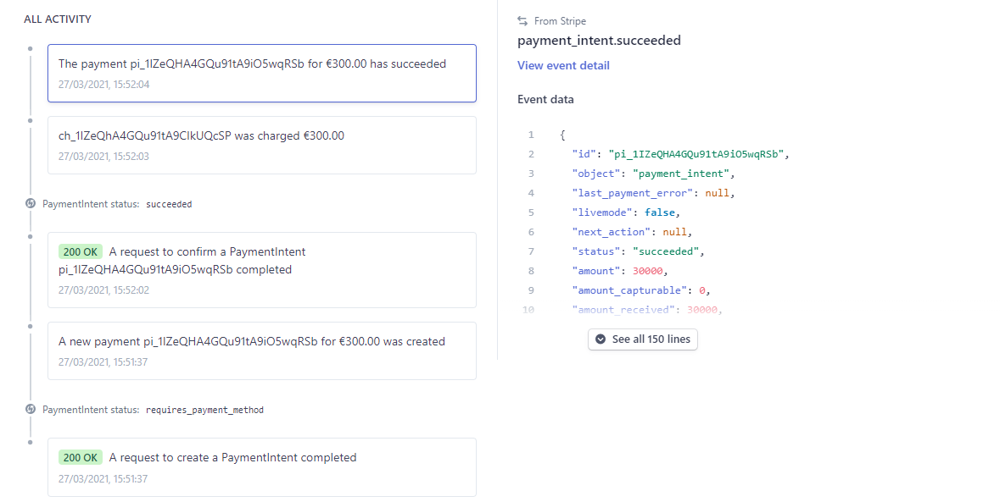 ALL ACTIVITY
The payment pi_1IZeQHA4GQu91tA9iO5wqRSb for €300.00 has succeeded
27/03/2021, 15:52:04
ch_1IZeQhA4GQu91tA9CIkUQcSP was charged €300.00
27/03/2021, 15:52:03
PaymentIntent status: succeeded
200 OK A request to confirm a PaymentIntent
pi_1IZeQHA4GQu91tA9iO5wqRSb completed
27/03/2021, 15:52:02
A new payment pi_1IZeQHA4GQu91tA9iO5wqRSb for €300.00 was created
27/03/2021, 15:51:37
PaymentIntent status: requires_payment_method
200 OK A request to create a PaymentIntent completed
27/03/2021, 15:51:37
From Stripe
payment_intent.succeeded
View event detail
Event data
1 {
2 "id": "pi_1IZeQHA4GQu91tA9iO5wqRSb",
3 "object": "payment_intent",
4 "last_payment_error": null,
5 "livemode": false,
6 "next_action": null,
7 "status": "succeeded",
8 "amount": 30000,
9 "amount_capturable": 0,
10 "amount_received": 30000,
See all 150 lines